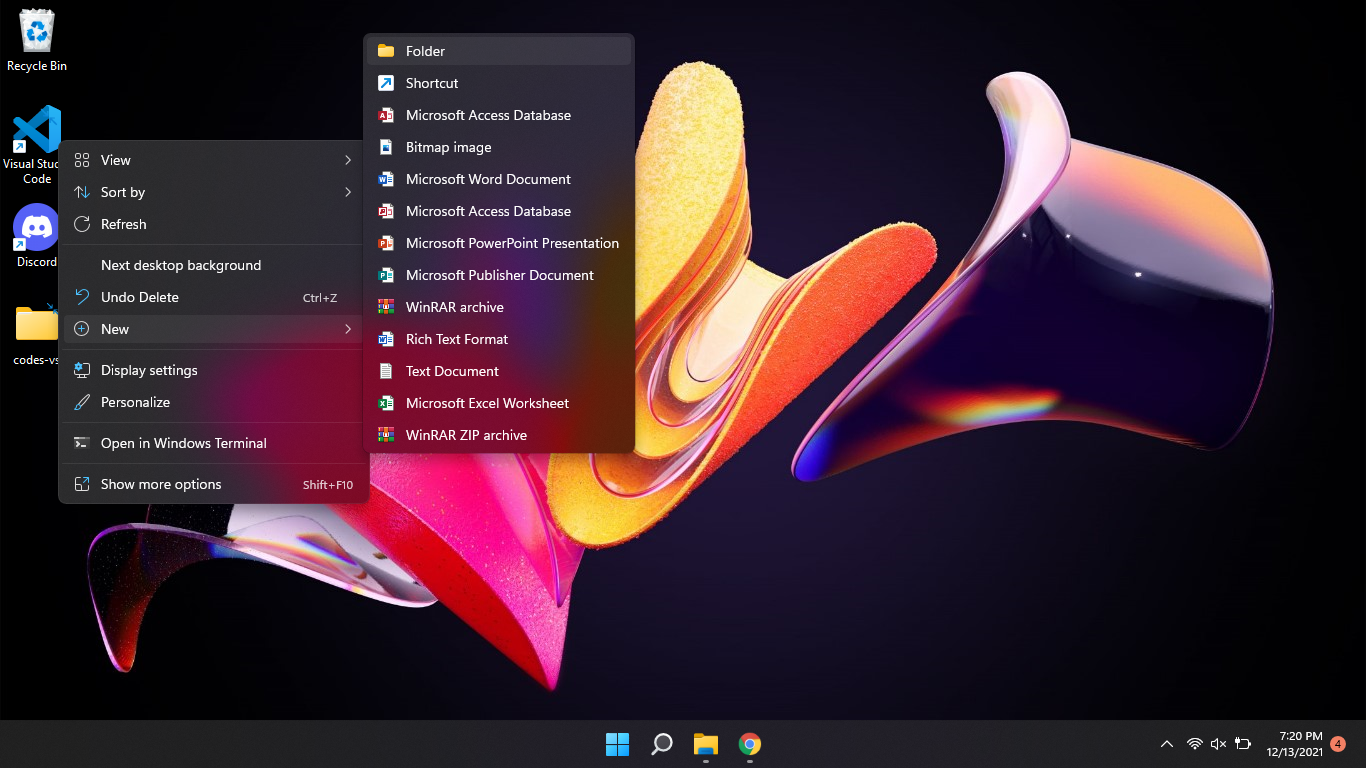 Recycle Bin
Visual Stud
Code
Discord
codes-vs
View
Sort by
Refresh
Next desktop background
Undo Delete Ctrl+Z
New
Display settings
Personalize
Open in Windows Terminal
Show more options Shift+F10
Folder
Shortcut
Microsoft Access Database
Bitmap image
Microsoft Word Document
Microsoft Access Database
Microsoft PowerPoint Presentation
Microsoft Publisher Document
WinRAR archive
Rich Text Format
Text Document
Microsoft Excel Worksheet
WinRAR ZIP archive
7:20 PM
12/13/2021
4